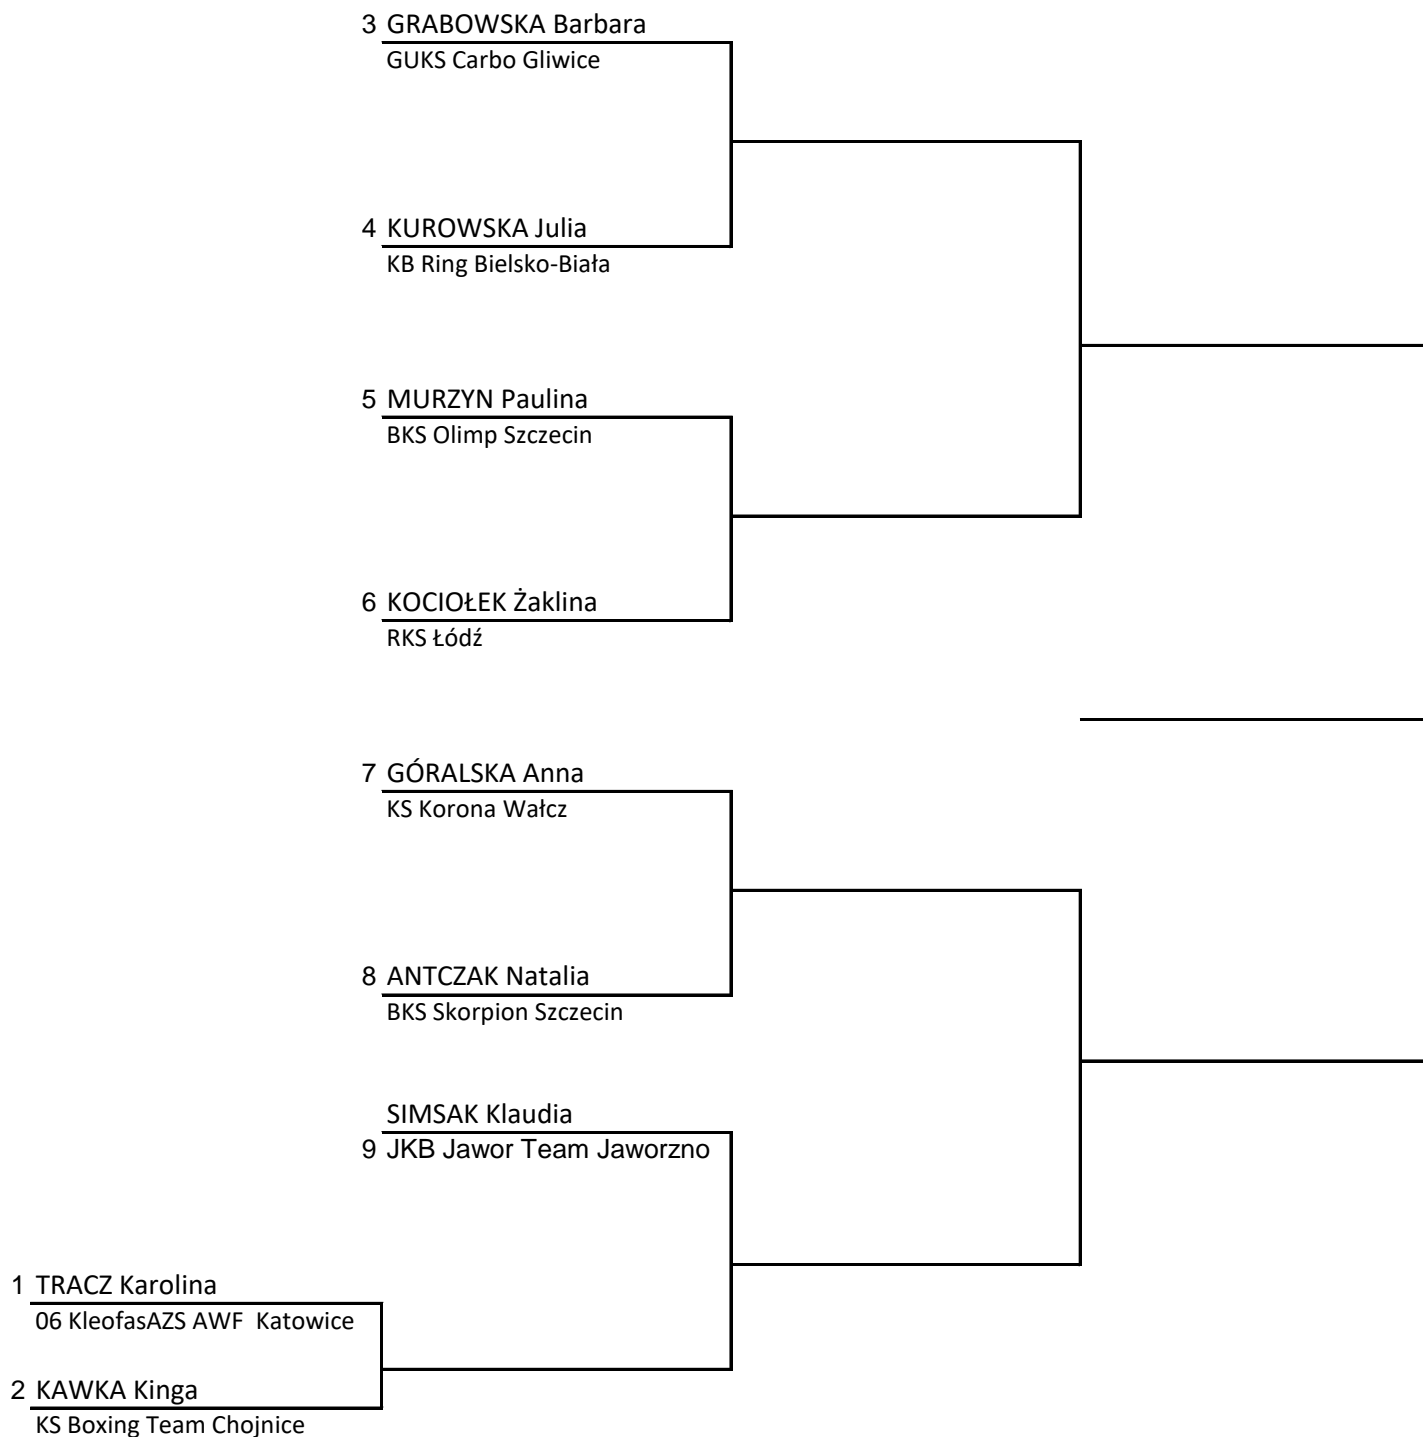 3 GRABOWSKA Barbara
GUKS Carbo Gliwice
4 KUROWSKA Julia
KB Ring Bielsko-Biała
5 MURZYN Paulina
BKS Olimp Szczecin
6 KOCIOŁEK Żaklina
RKS Łódź
7 GÓRALSKA Anna
KS Korona Wałcz
8 ANTCZAK Natalia
BKS Skorpion Szczecin
SIMSAK Klaudia
9 JKB Jawor Team Jaworzno
1 TRACZ Karolina
06 KleofasAZS AWF  Katowice
2 KAWKA Kinga
KS Boxing Team Chojnice